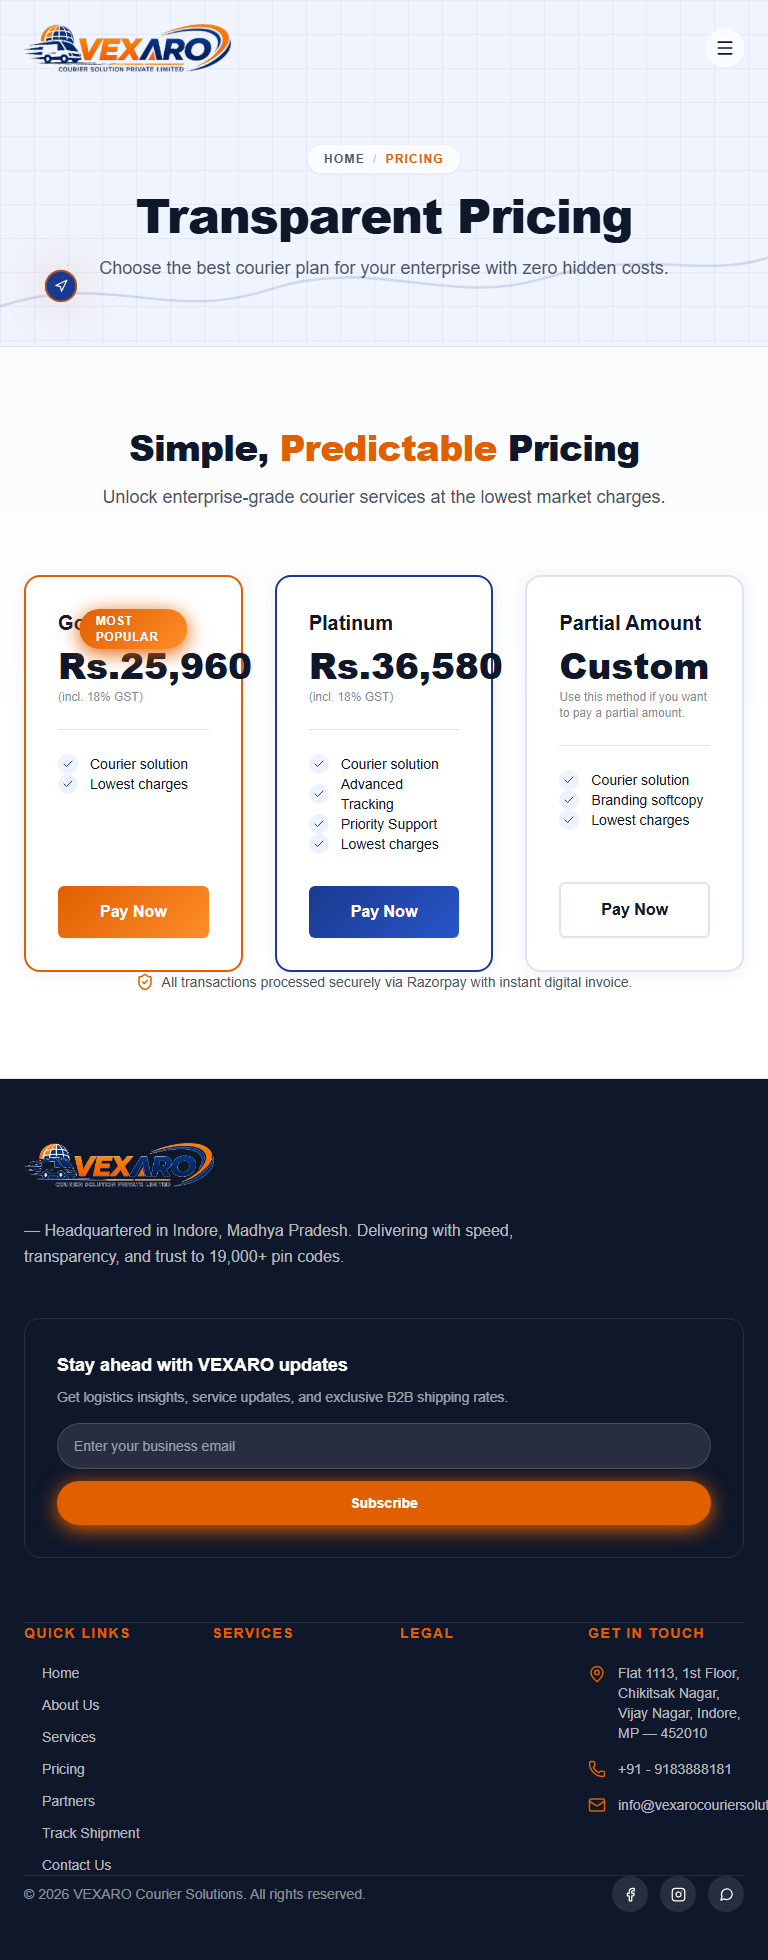 VEXARO
COURIER SOLUTION PRIVATE LIMITED
HOME / PRICING
Transparent Pricing
Choose the best courier plan for your enterprise with zero hidden costs.
Simple, Predictable Pricing
Unlock enterprise-grade courier services at the lowest market charges.
MOST
POPULAR
Rs.25,960
(incl. 18% GST)
Courier solution
Lowest charges
Pay Now
Platinum
Rs.36,580
(incl. 18% GST)
Courier solution
Advanced
Tracking
Priority Support
Lowest charges
Pay Now
Partial Amount
Custom
Use this method if you want
to pay a partial amount.
Courier solution
Branding softcopy
Lowest charges
Pay Now
All transactions processed securely via Razorpay with instant digital invoice.
VEXARO
COURIER SOLUTION PRIVATE LIMITED
— Headquartered in Indore, Madhya Pradesh. Delivering with speed,
transparency, and trust to 19,000+ pin codes.
Stay ahead with VEXARO updates
Get logistics insights, service updates, and exclusive B2B shipping rates.
Enter your business email
Subscribe
QUICK LINKS
Home
About Us
Services
Pricing
Partners
Track Shipment
Contact Us
SERVICES
LEGAL
GET IN TOUCH
Flat 1113, 1st Floor,
Chikitsak Nagar,
Vijay Nagar, Indore,
MP — 452010
+91 - 9183888181
info@vexarocouriersolut
© 2026 VEXARO Courier Solutions. All rights reserved.